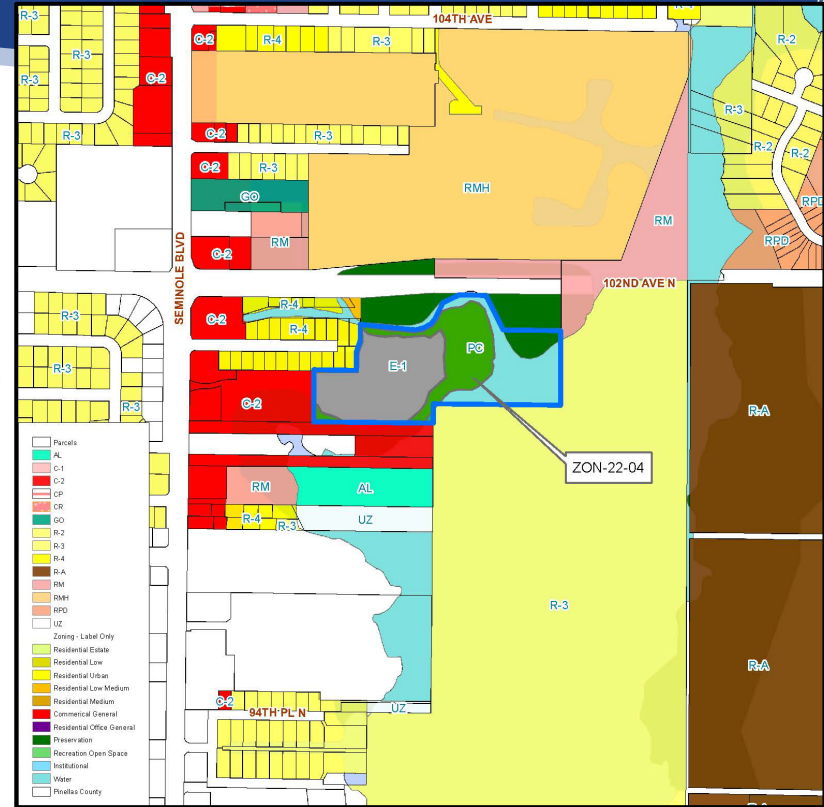 104TH AVE
R-3
C-2
R-4
R-3
R-2
R-3
C-2
R-3
R-3
R-3
C-2
R-3
R-2
R-2
C-2
R-3
RMH
RPD
GO
RM
RM
RPD
C-2
SEMINOLE BLVD
102ND AVE N
R-3
R-4
C-2
R-4
PC
E-1
R-3
R-3
C-2
R-A
ZON-22-04
RM
AL
R-4
R-3
UZ
R-3
R-A
C-2
94TH PL N
UZ
Parcels
AL
C-1
C-2
CP
CR
GO
R-2
R-3
R-4
R-A
RM
RMH
RPD
UZ
Zoning - Label Only
Residential Estate
Residential Low
Residential Urban
Residential Low Medium
Residential Medium
Commerical General
Residential Office General
Preservation
Recreation Open Space
Institutional
Water
Pinellas County